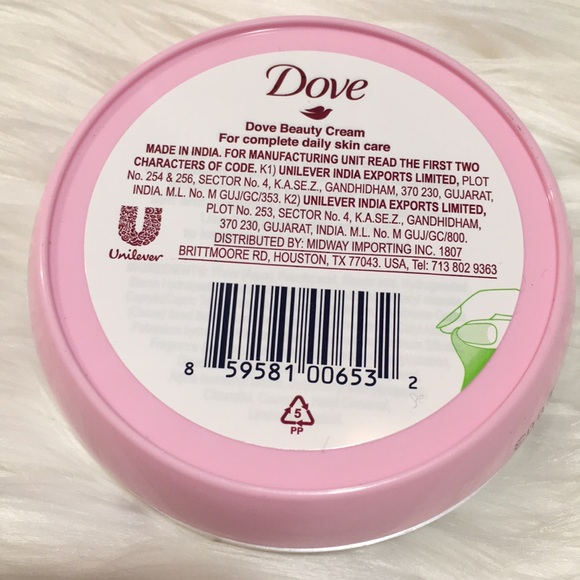 Dove
Dove Beauty Cream
For complete daily skin care
MADE IN INDIA. FOR MANUFACTURING UNIT READ THE FIRST TWO
CHARACTERS OF CODE. K1) UNILEVER INDIA EXPORTS LIMITED, PLOT
No. 254 & 256, SECTOR No. 4, K.A.SE.Z., GANDHIDHAM, 370 230, GUJARAT,
INDIA. M.L. No. M GUJ/GC/353. K2) UNILEVER INDIA EXPORTS LIMITED,
PLOT No. 253, SECTOR No. 4, K.A.SE.Z., GANDHIDHAM,
370 230, GUJARAT, INDIA. M.L. No. M GUJ/GC/800.
DISTRIBUTED BY: MIDWAY IMPORTING INC. 1807
BRITTMOORE RD, HOUSTON, TX 77043. USA, Tel: 713 802 9363
Unilever
8 59581 00653 2
5
PP